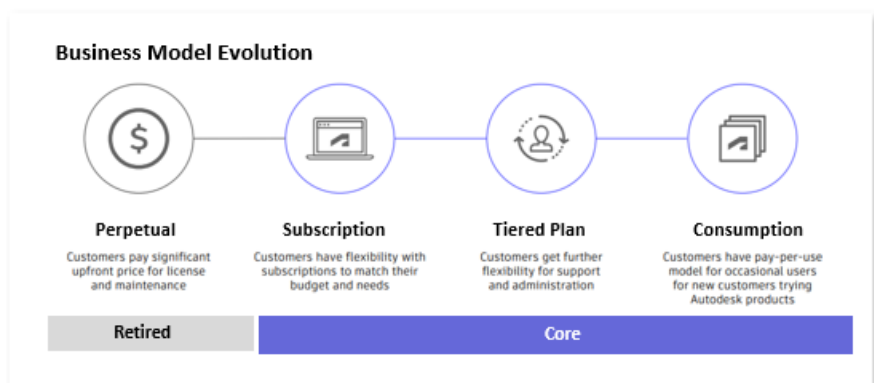 Business Model Evolution
$
Perpetual
Customers pay significant
upfront price for license
and maintenance
Subscription
Customers have flexibility with
subscriptions to match their
budget and needs
Tiered Plan
Customers get further
flexibility for support
and administration
Consumption
Customers have pay-per-use
model for occasional users
for new customers trying
Autodesk products
Retired
Core